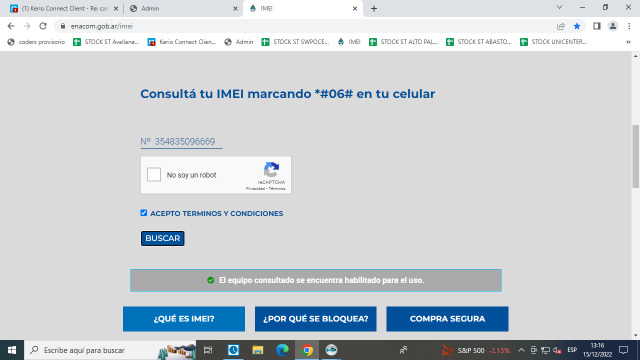 (1) Kerio Connect Client - Re: car
Admin
IMEI
enacom.gob.ar/imei
coders provisorio
STOCK ST Avellane...
Kerio Connect Clien...
Admin
STOCK ST SWPOCE...
IMEI
STOCK ST ALTO PAL...
STOCK ST ABASTO...
STOCK UNICENTER...
Consultá tu IMEI marcando *#06# en tu celular
Nº 354835096669
No soy un robot
reCAPTCHA
Privacidad - Términos
ACEPTO TERMINOS Y CONDICIONES
BUSCAR
El equipo consultado se encuentra habilitado para el uso.
¿QUÉ ES IMEI?
¿POR QUÉ SE BLOQUEA?
COMPRA SEGURA
Escribe aquí para buscar
S&P 500 -2,13%
ESP
13:16
15/12/2022